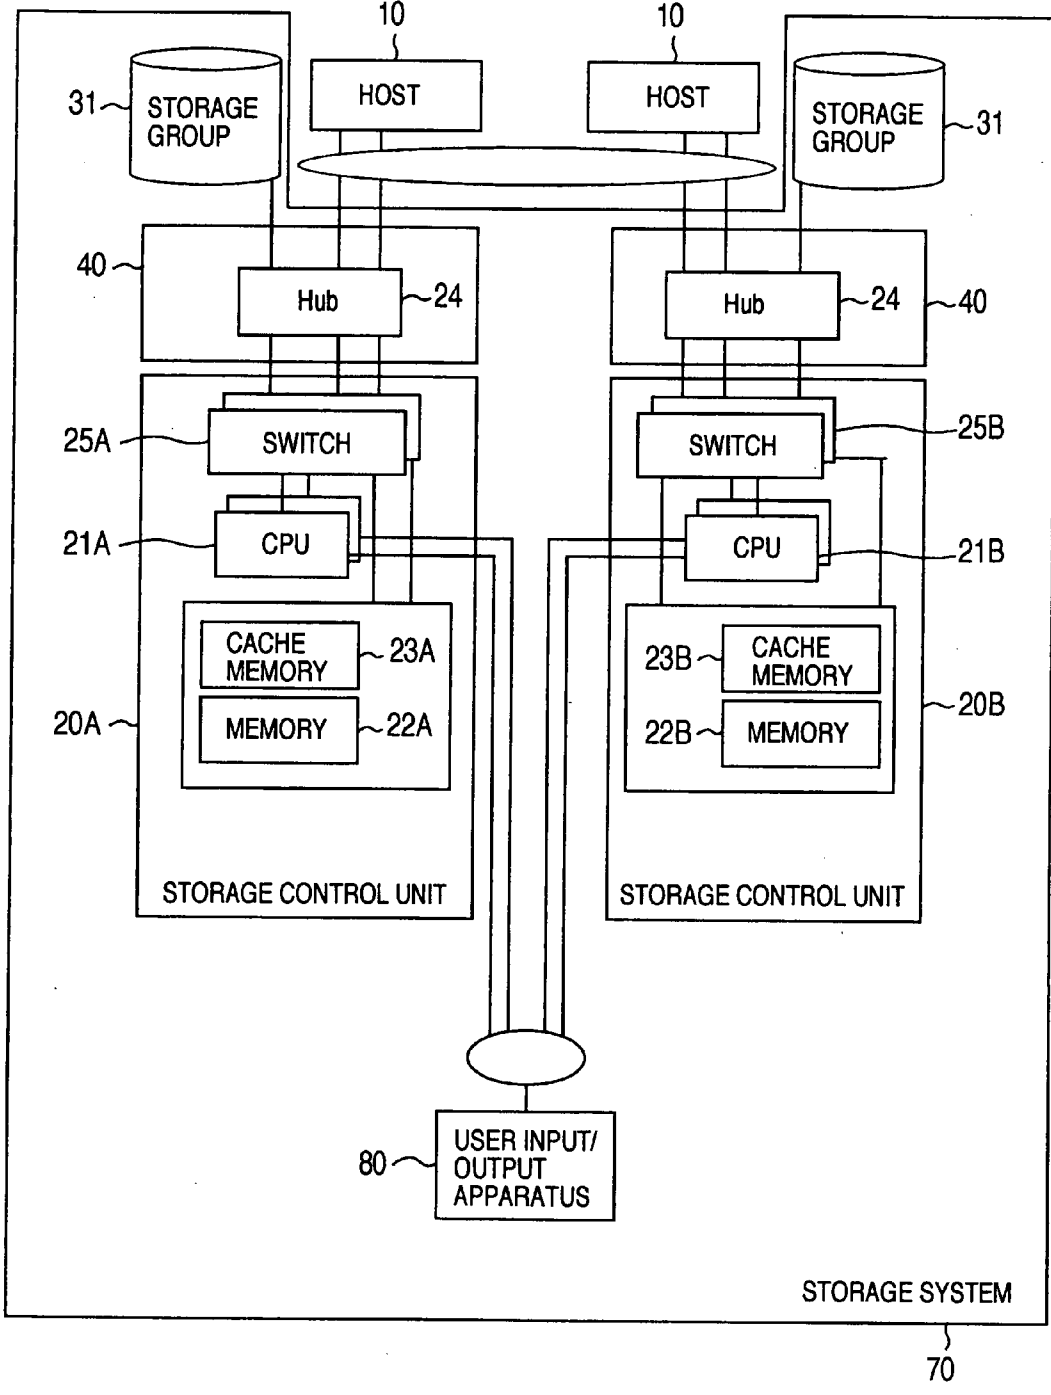 10
10
31
STORAGE
GROUP
HOST
HOST
STORAGE
GROUP
31
40
Hub
24
Hub
24
40
25A
SWITCH
SWITCH
25B
21A
CPU
CPU
21B
CACHE
MEMORY
23A
23B
CACHE
MEMORY
20A
MEMORY
22A
22B
MEMORY
20B
STORAGE CONTROL UNIT
STORAGE CONTROL UNIT
80
USER INPUT/
OUTPUT
APPARATUS
STORAGE SYSTEM
70